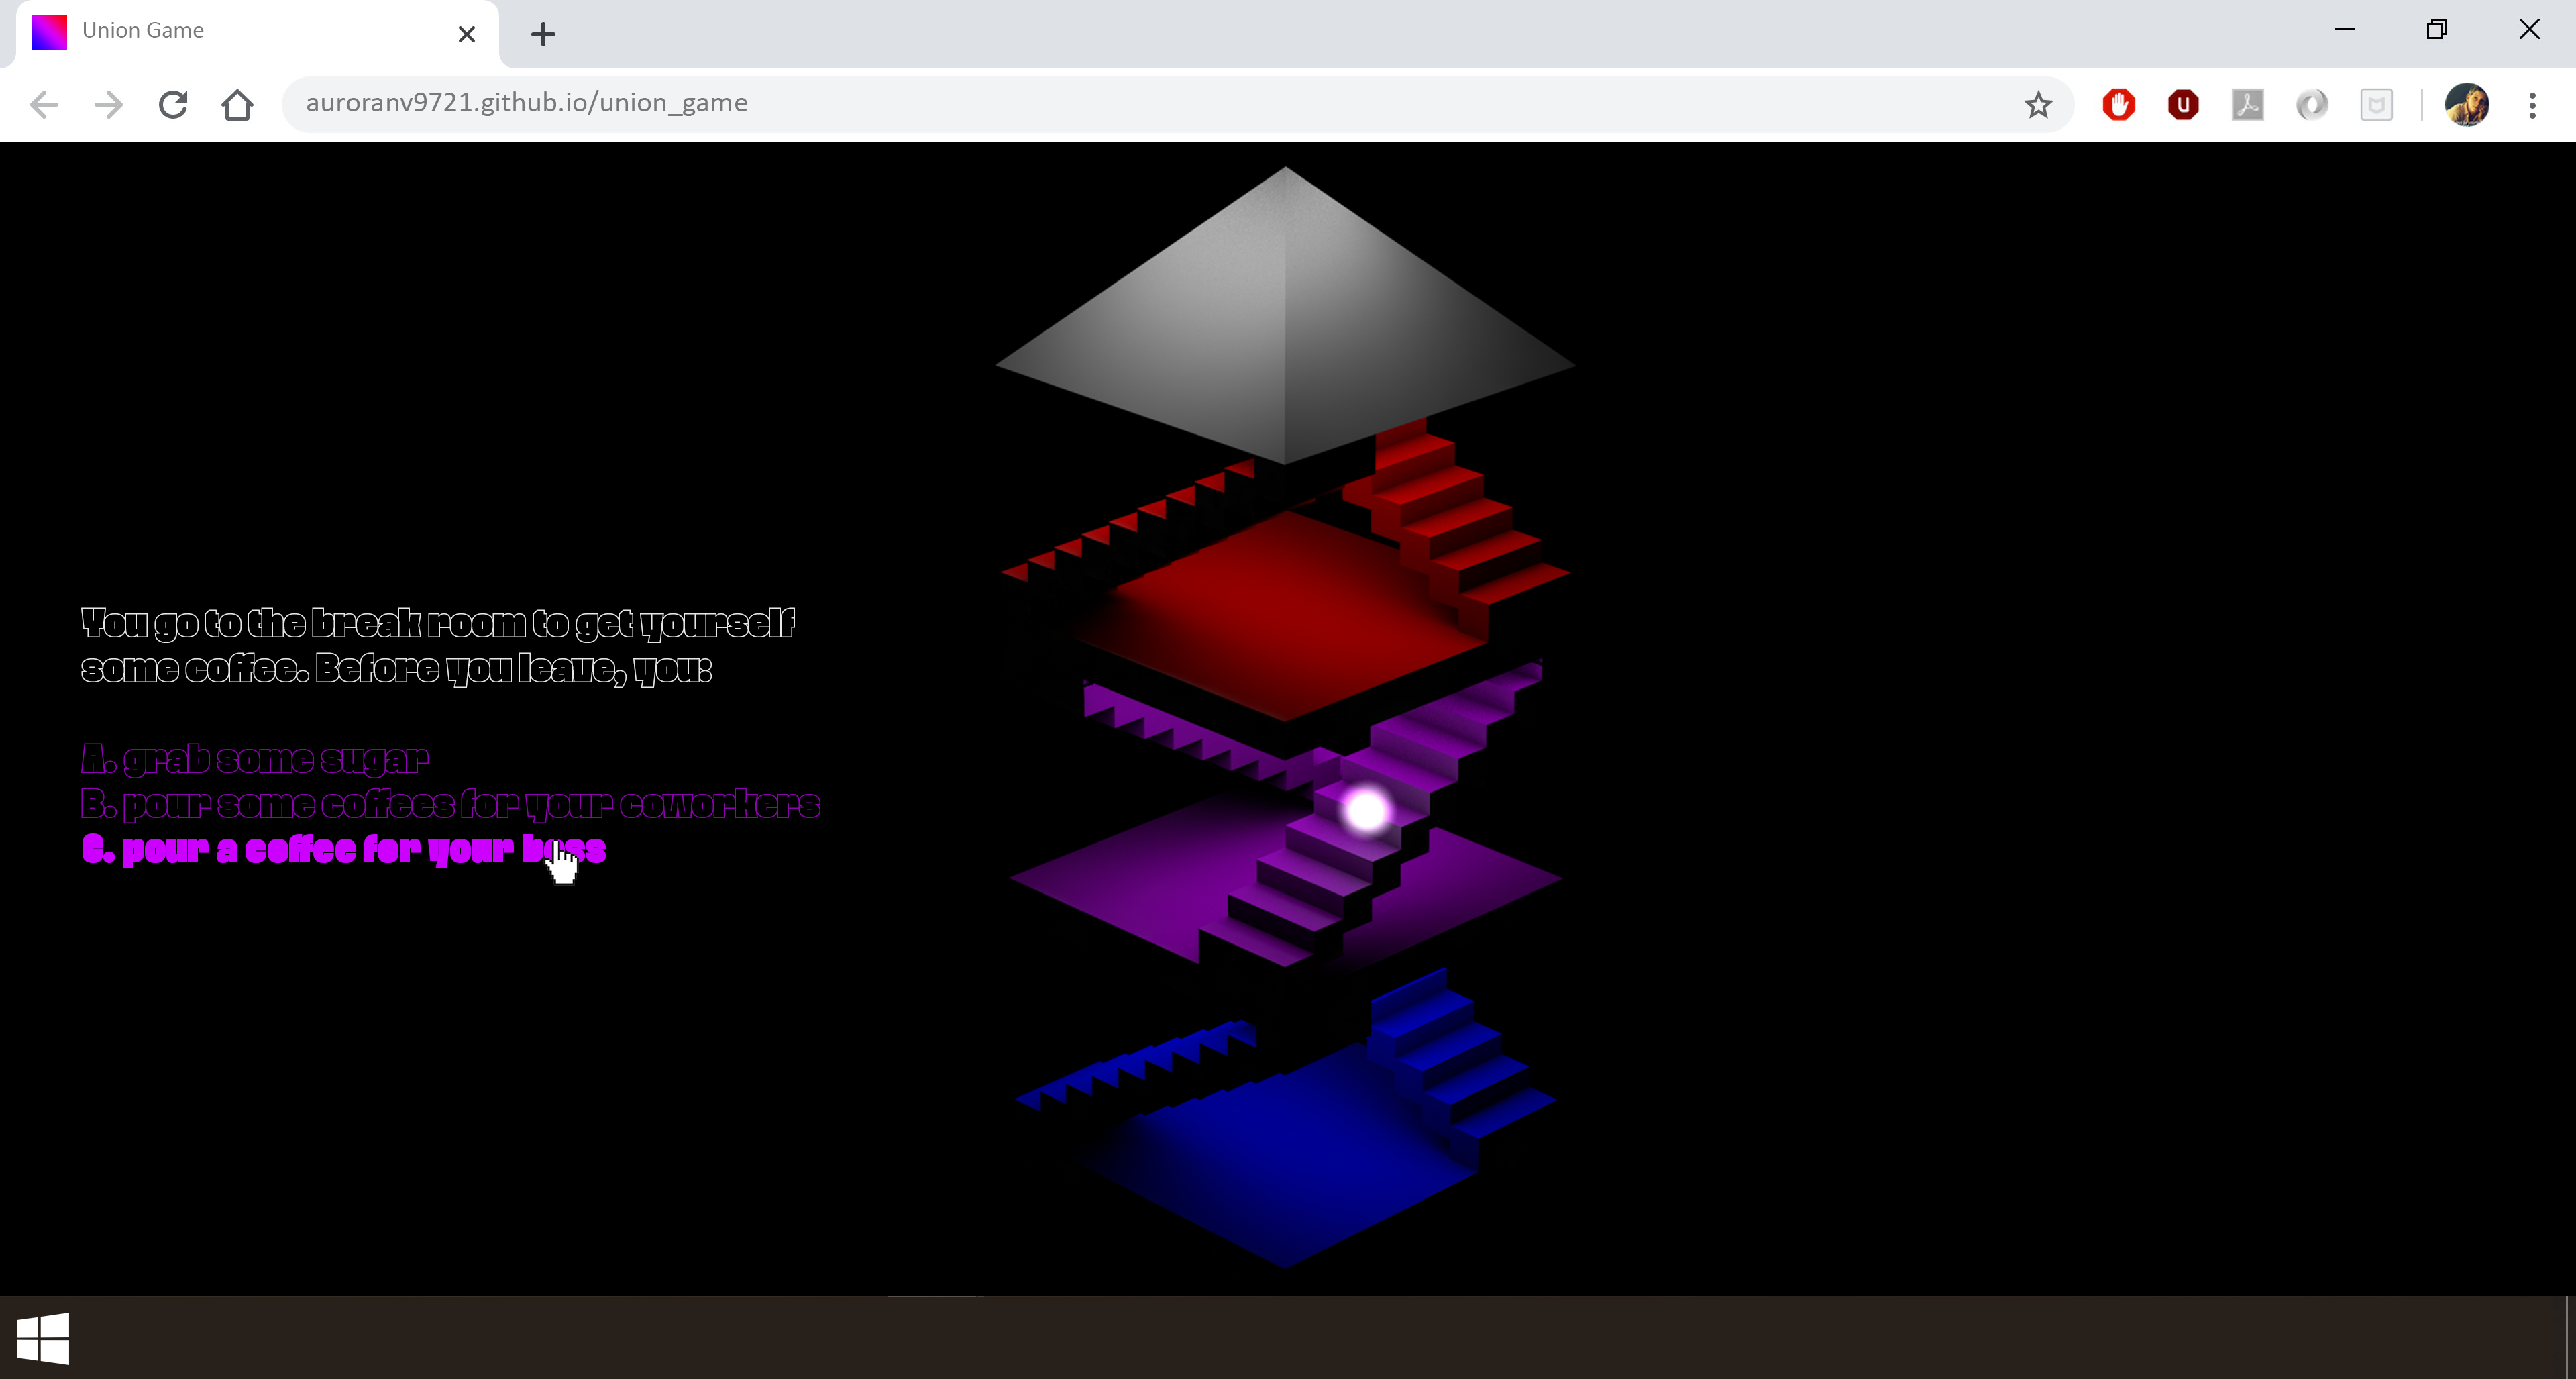 Union Game
auroranv9721.github.io/union_game
You go to the break room to get yourself
some coffee. Before you leave, you:
A. grab some sugar
B. pour some coffees for your coworkers
C. pour a coffee for your boss